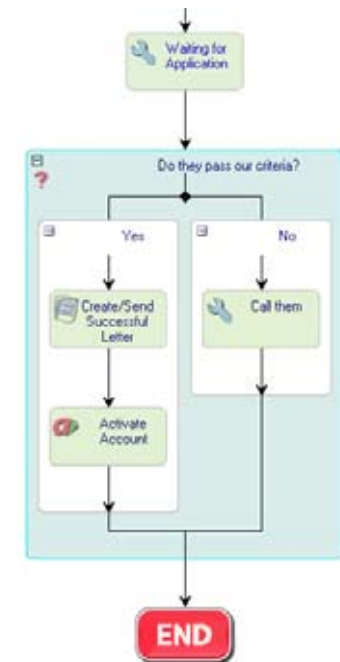 Waiting for
Application
Do they pass our criteria?
Yes
No
Create/Send
Successful
Letter
Call them
Activate
Account
END